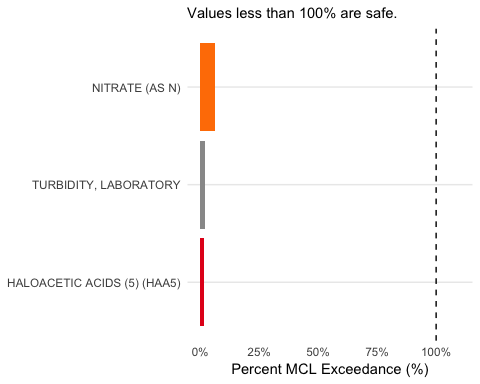 Values less than 100% are safe.
NITRATE (AS N)
TURBIDITY, LABORATORY
HALOACETIC ACIDS (5) (HAA5)
0% 25% 50% 75% 100%
Percent MCL Exceedance (%)